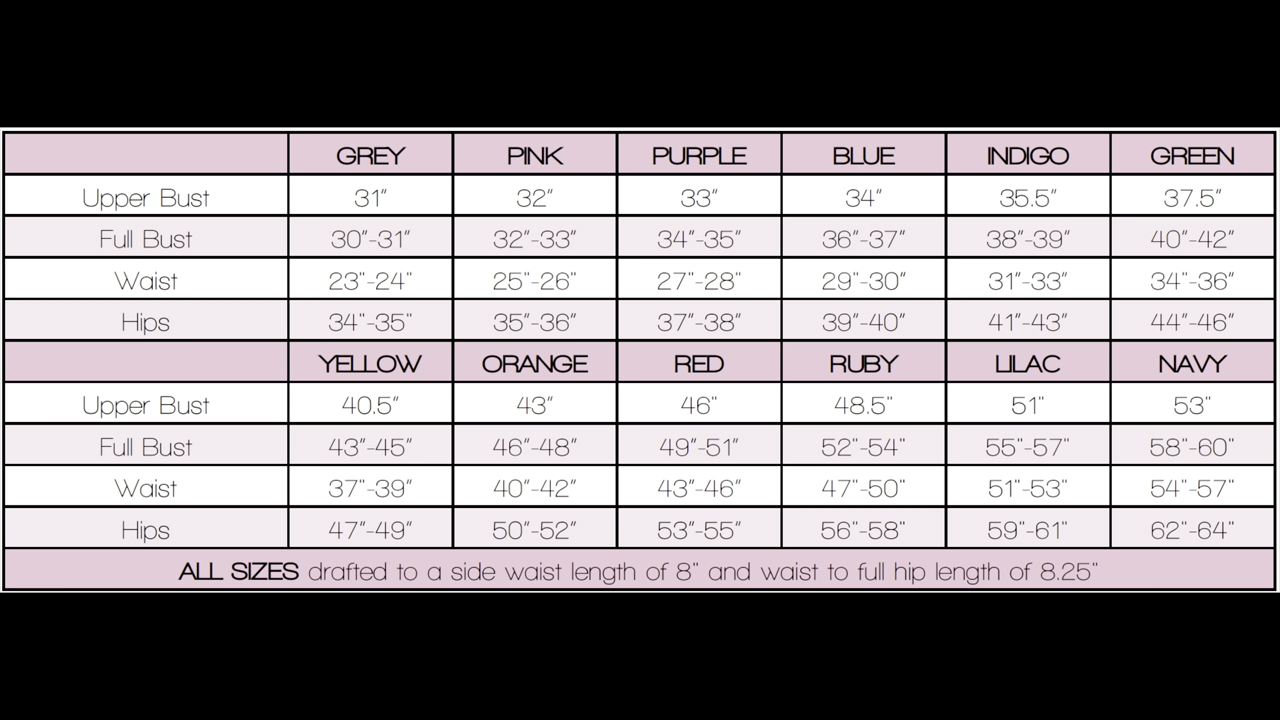 GREY PINK PURPLE BLUE INDIGO GREEN
Upper Bust 31" 32" 33" 34" 35.5" 37.5"
Full Bust 30"-31" 32"-33" 34"-35" 36"-37" 38"-39" 40"-42"
Waist 23"-24" 25"-26" 27"-28" 29"-30" 31"-33" 34"-36"
Hips 34"-35" 35"-36" 37"-38" 39"-40" 41"-43" 44"-46"
YELLOW ORANGE RED RUBY LILAC NAVY
Upper Bust 40.5" 43" 46" 48.5" 51" 53"
Full Bust 43"-45" 46"-48" 49"-51" 52"-54" 55"-57" 58"-60"
Waist 37"-39" 40"-42" 43"-46" 47"-50" 51"-53" 54"-57"
Hips 47"-49" 50"-52" 53"-55" 56"-58" 59"-61" 62"-64"
ALL SIZES drafted to a side waist length of 8" and waist to full hip length of 8.25"